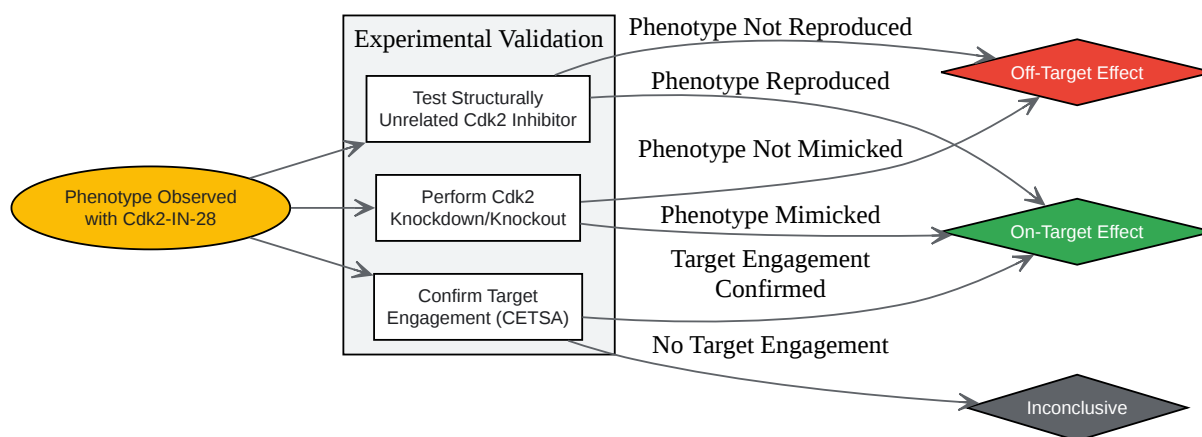 Experimental Validation
Phenotype Not Reproduced
Off-Target Effect
Test Structurally
Unrelated Cdk2 Inhibitor
Phenotype Reproduced
Phenotype Not Mimicked
Phenotype Observed
with Cdk2-IN-28
Perform Cdk2
Knockdown/Knockout
Phenotype Mimicked
On-Target Effect
Target Engagement
Confirmed
Confirm Target
Engagement (CETSA)
No Target Engagement
Inconclusive